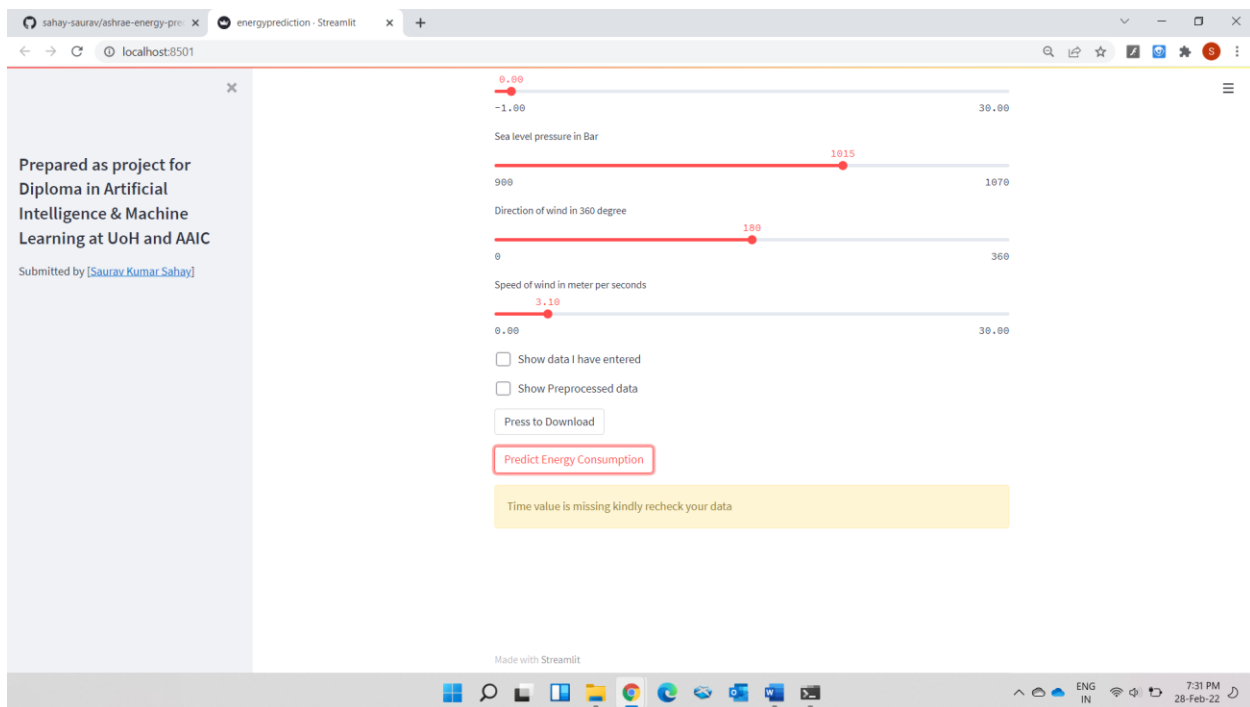 sahay-saurav/ashrae-energy-prec
energyprediction · Streamlit
localhost:8501
S
Prepared as project for
Diploma in Artificial
Intelligence & Machine
Learning at UoH and AAIC
Submitted by [Saurav Kumar Sahay]
0.00
-1.00 30.00
Sea level pressure in Bar
1015
900 1070
Direction of wind in 360 degree
180
0 360
Speed of wind in meter per seconds
3.10
0.00 30.00
Show data I have entered
Show Preprocessed data
Press to Download
Predict Energy Consumption
Time value is missing kindly recheck your data
Made with Streamlit
ENG
IN
7:31 PM
28-Feb-22